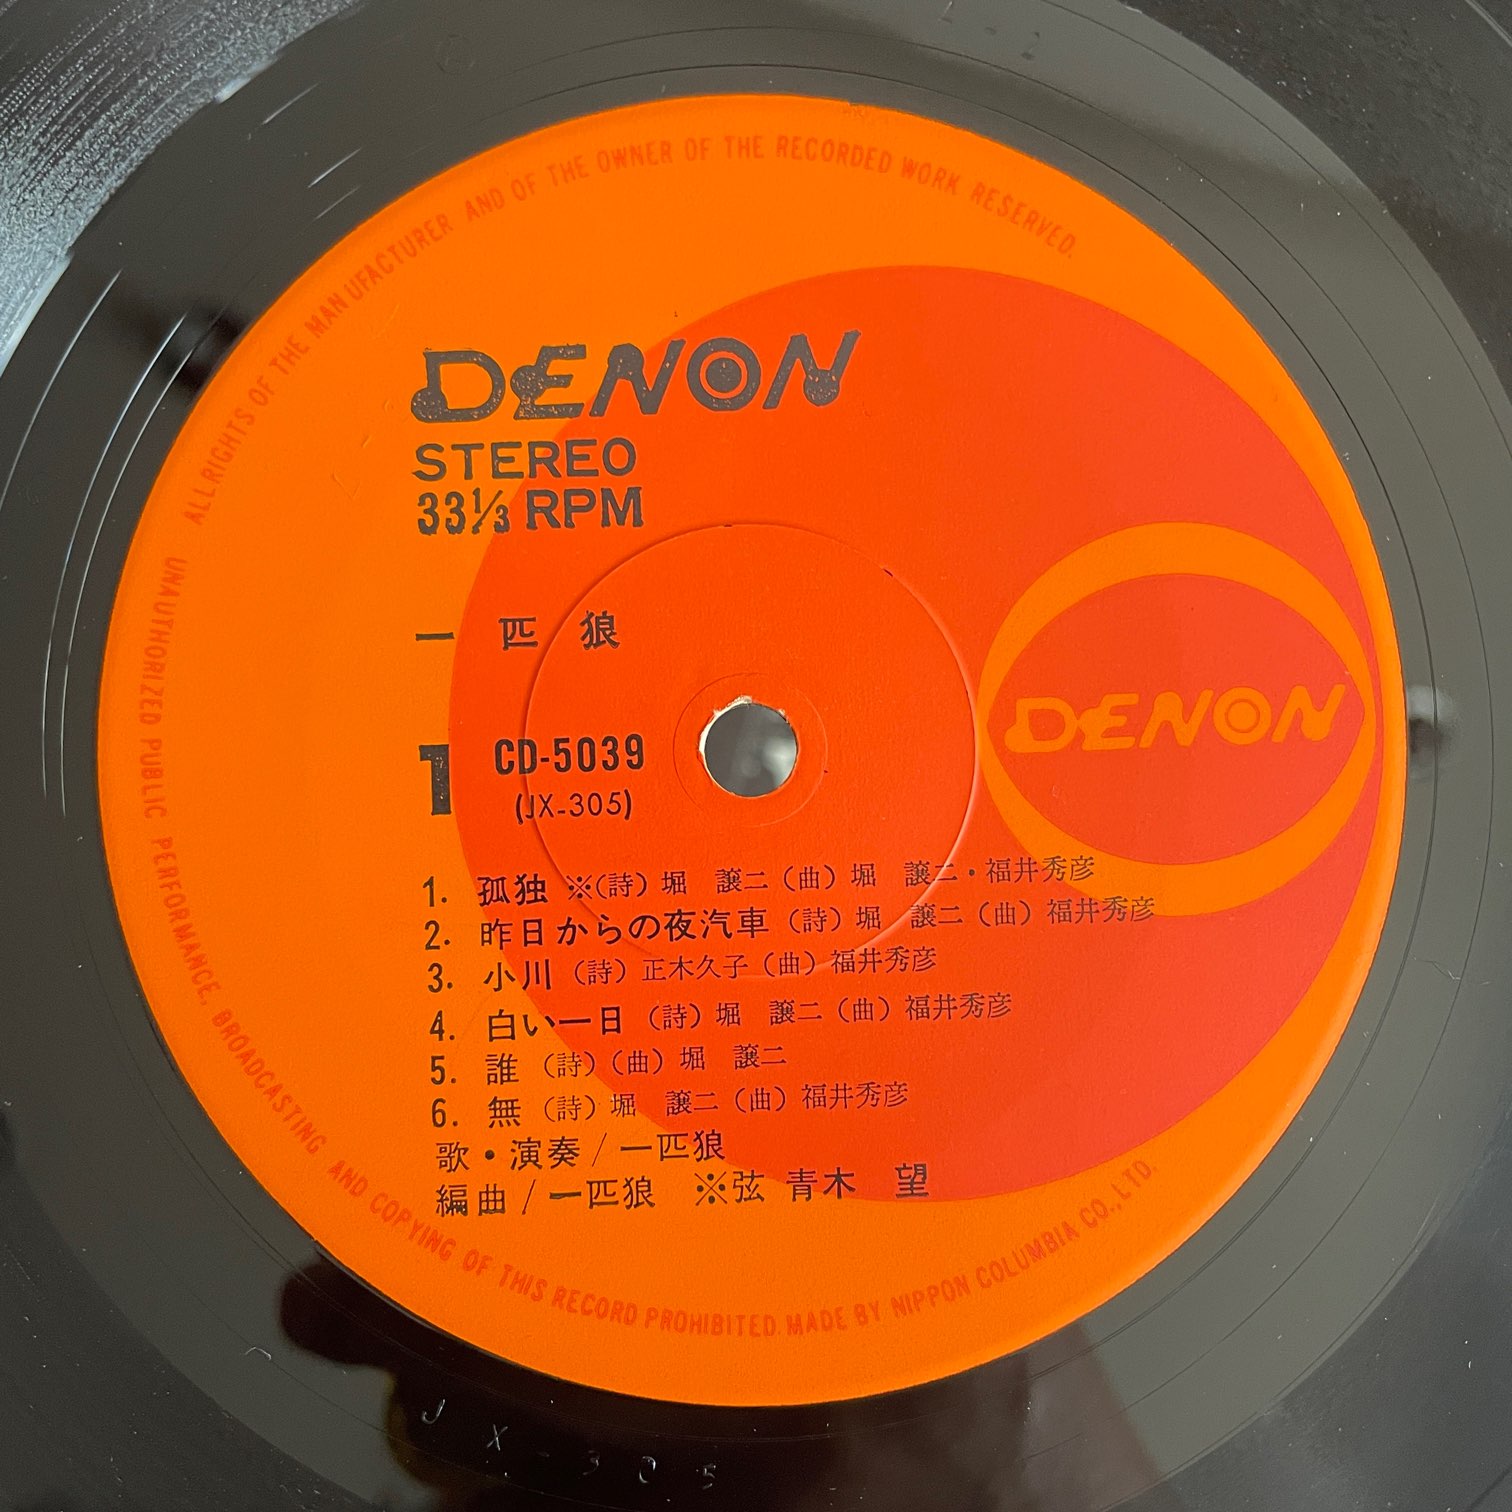 ALL RIGHTS OF THE MANUFACTURER AND OF THE OWNER OF THE RECORDED WORK RESERVED.
DENON
STEREO
33⅓ RPM
一匹狼
DENON
1 CD-5039
(JX-305)
1. 孤独 ※(詩)堀 譲二(曲)堀 譲二・福井秀彦
2. 昨日からの夜汽車(詩)堀 譲二(曲)福井秀彦
3. 小川(詩)正木久子(曲)福井秀彦
4. 白い一日(詩)堀 譲二(曲)福井秀彦
5. 誰(詩)(曲)堀 譲二
6. 無(詩)堀 譲二(曲)福井秀彦
歌・演奏/一匹狼
編曲/一匹狼 ※弦 青木 望
UNAUTHORIZED PUBLIC PERFORMANCE, BROADCASTING AND COPYING OF THIS RECORD PROHIBITED. MADE BY NIPPON COLUMBIA CO., LTD.
JX-305